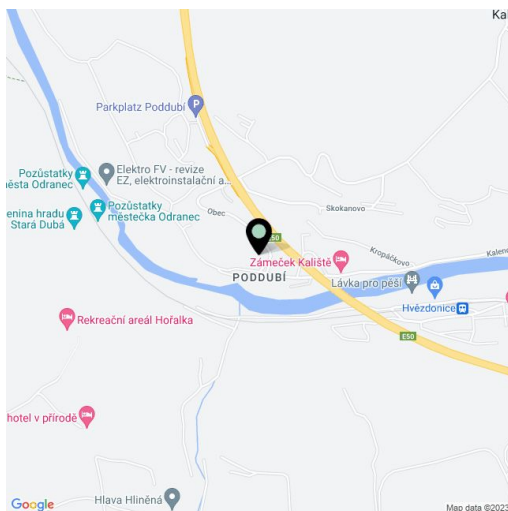 Kal
Parkplatz Poddubí
P
Pozůstatky
města Odranec
Elektro FV - revize
EZ, elektroinstalační a...
Pozůstatky
městečka Odranec
enina hradu
Stará Dubá
Obec
Skokanovo
E50
Zámeček Kaliště
Kropáčkovo
Kalend
PODDUBÍ
Lávka pro pěší
Hvězdonice
Rekreační areál Hořalka
E50
hotel v přírodě
Hlava Hliněná
Google
Map data ©2023